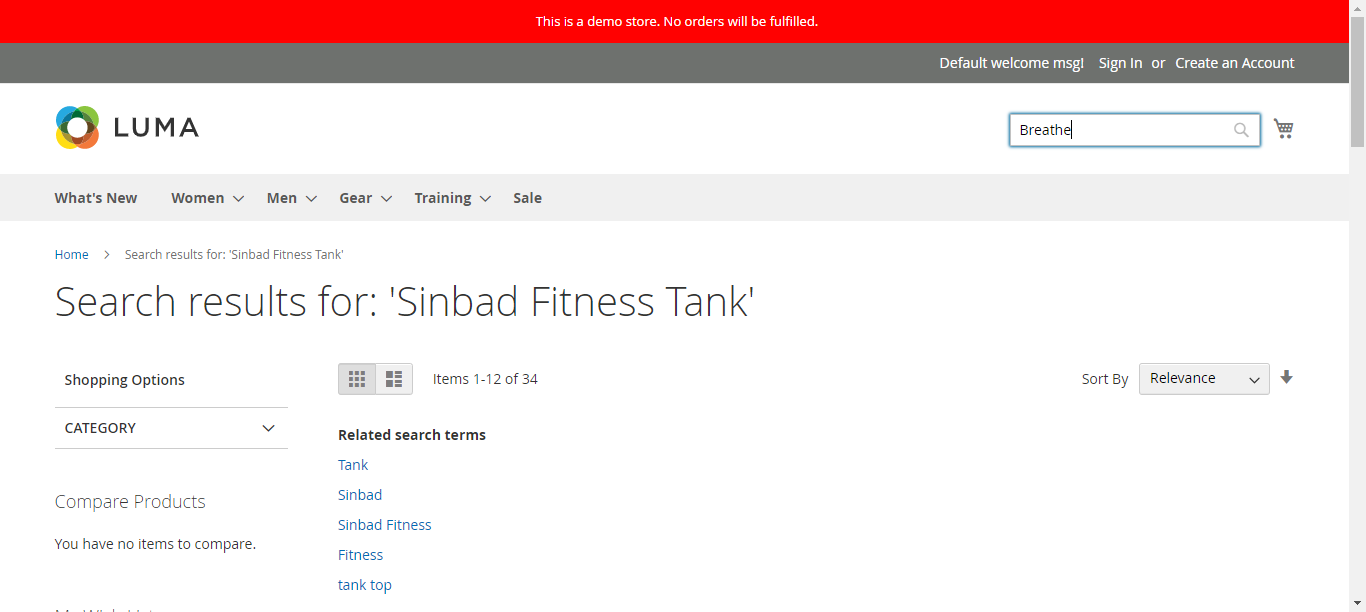 This is a demo store. No orders will be fulfilled.
Default welcome msg! Sign In or Create an Account
LUMA
Breathe
What's New Women Men Gear Training Sale
Home Search results for: 'Sinbad Fitness Tank'
Search results for: 'Sinbad Fitness Tank'
Shopping Options
Items 1-12 of 34
Sort By Relevance
CATEGORY
Related search terms
Tank
Sinbad
Compare Products
Sinbad Fitness
You have no items to compare.
Fitness
tank top